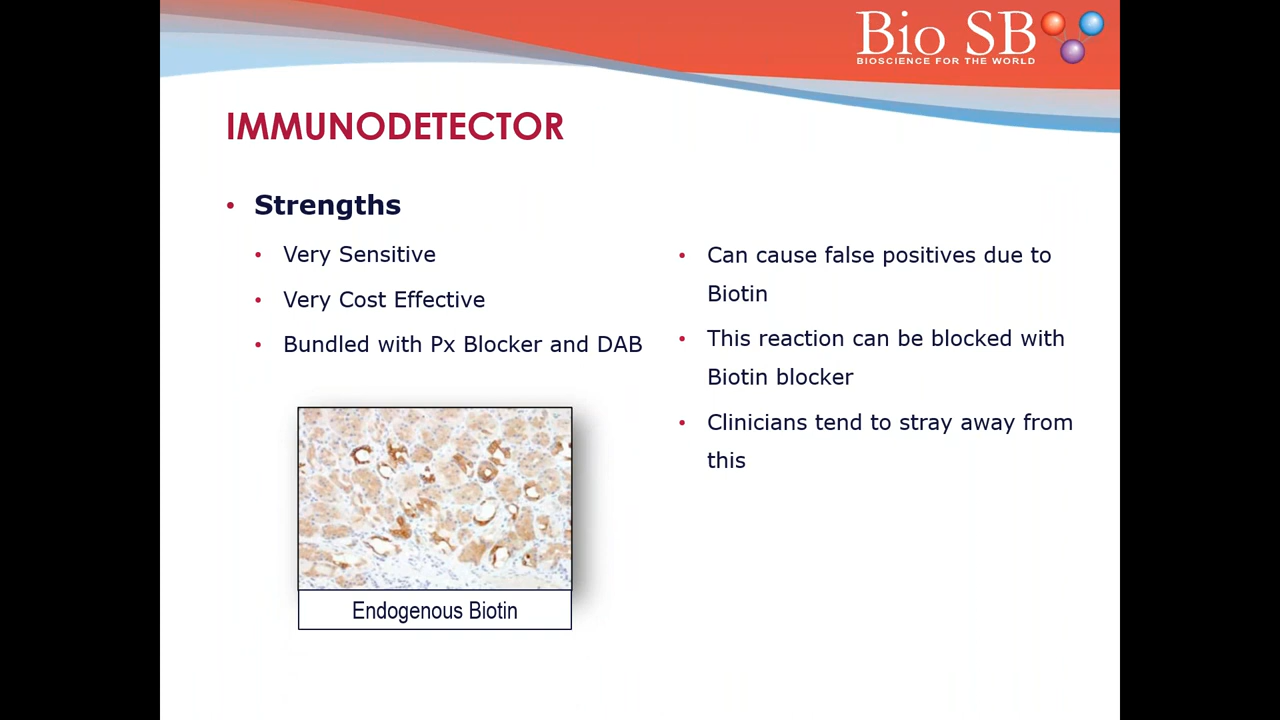 Bio SB
BIOSCIENCE FOR THE WORLD
IMMUNODETECTOR
• Strengths
• Very Sensitive
• Very Cost Effective
• Bundled with Px Blocker and DAB
Endogenous Biotin
• Can cause false positives due to
Biotin
• This reaction can be blocked with
Biotin blocker
• Clinicians tend to stray away from
this